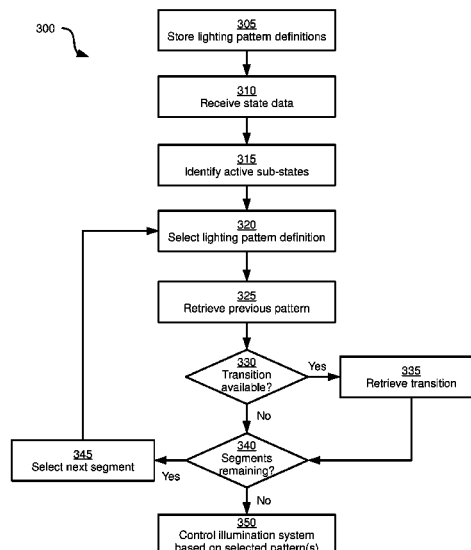 300
305
Store lighting pattern definitions
310
Receive state data
315
Identify active sub-states
320
Select lighting pattern definition
325
Retrieve previous pattern
330
Transition
available?
Yes
335
Retrieve transition
No
340
Segments
remaining?
Yes
345
Select next segment
No
350
Control illumination system
based on selected pattern(s)